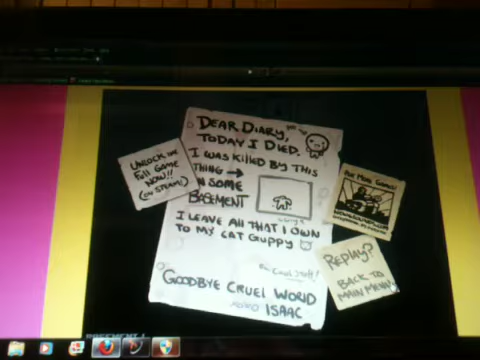 DEAR DIARY,
TODAY I DIED.
I WAS KILLED BY THIS
THING →
IN SOME
BASEMENT
I LEAVE ALL THAT I OWN
TO MY CAT GUPPY
GOODBYE CRUEL WORLD
XOXO ISAAC
UNLOCK THE
FULL GAME
NOW!!
(ON STEAM!)
REPLAY?
BACK TO
MAIN MENU